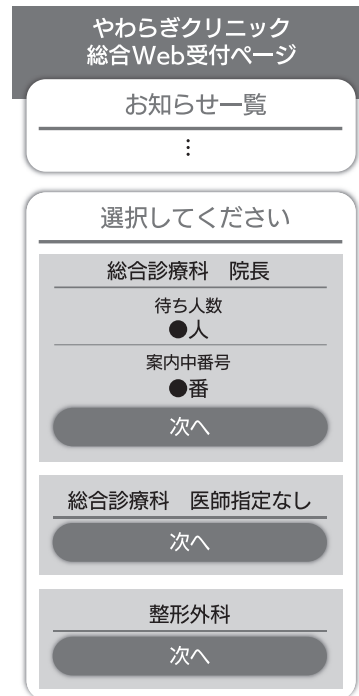 やわらぎクリニック
総合Web受付ページ
お知らせ一覧
⋮
選択してください
総合診療科　院長
待ち人数
●人
案内中番号
●番
次へ
総合診療科　医師指定なし
次へ
整形外科
次へ